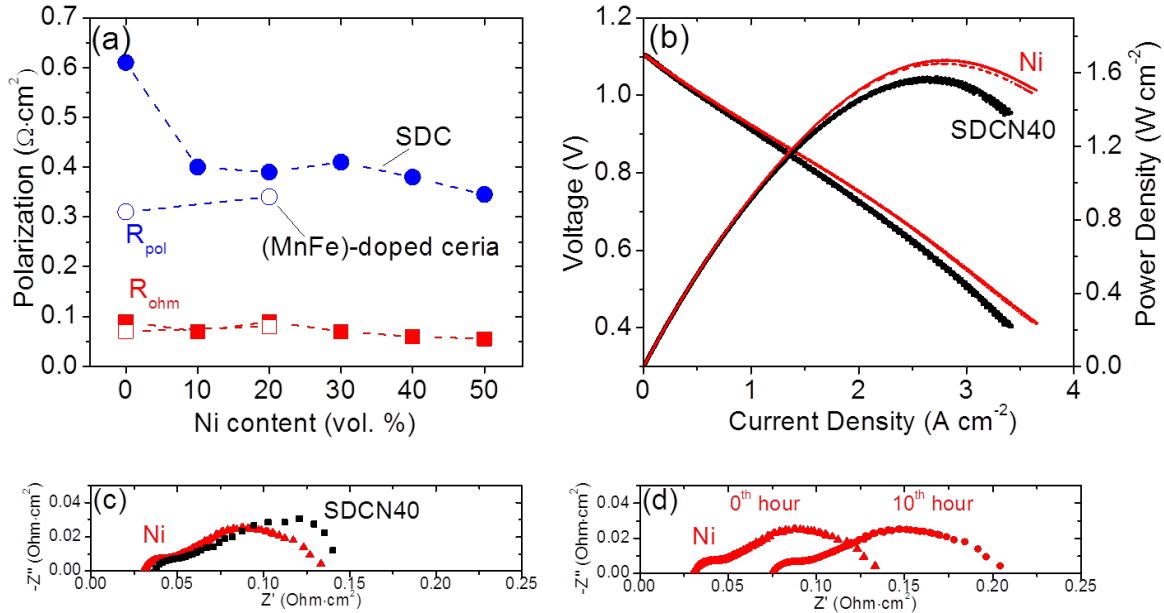 (a)
Polarization (Ω·cm²)
0.7
0.6
0.5
0.4
0.3
0.2
0.1
0.0
SDC
R_pol
(MnFe)-doped ceria
R_ohm
0 10 20 30 40 50
Ni content (vol. %)
(b)
Voltage (V)
1.2
1.0
0.8
0.6
0.4
Ni
SDCN40
Power Density (W cm⁻²)
1.6
1.2
0.8
0.4
0.0
0 1 2 3 4
Current Density (A cm⁻²)
(c)
-Z" (Ohm·cm²)
0.04
0.02
0.00
Ni
SDCN40
0.00 0.05 0.10 0.15 0.20 0.25
Z' (Ohm·cm²)
(d)
-Z" (Ohm·cm²)
0.04
0.02
0.00
0ᵗʰ hour
10ᵗʰ hour
Ni
0.00 0.05 0.10 0.15 0.20 0.25
Z' (Ohm·cm²)